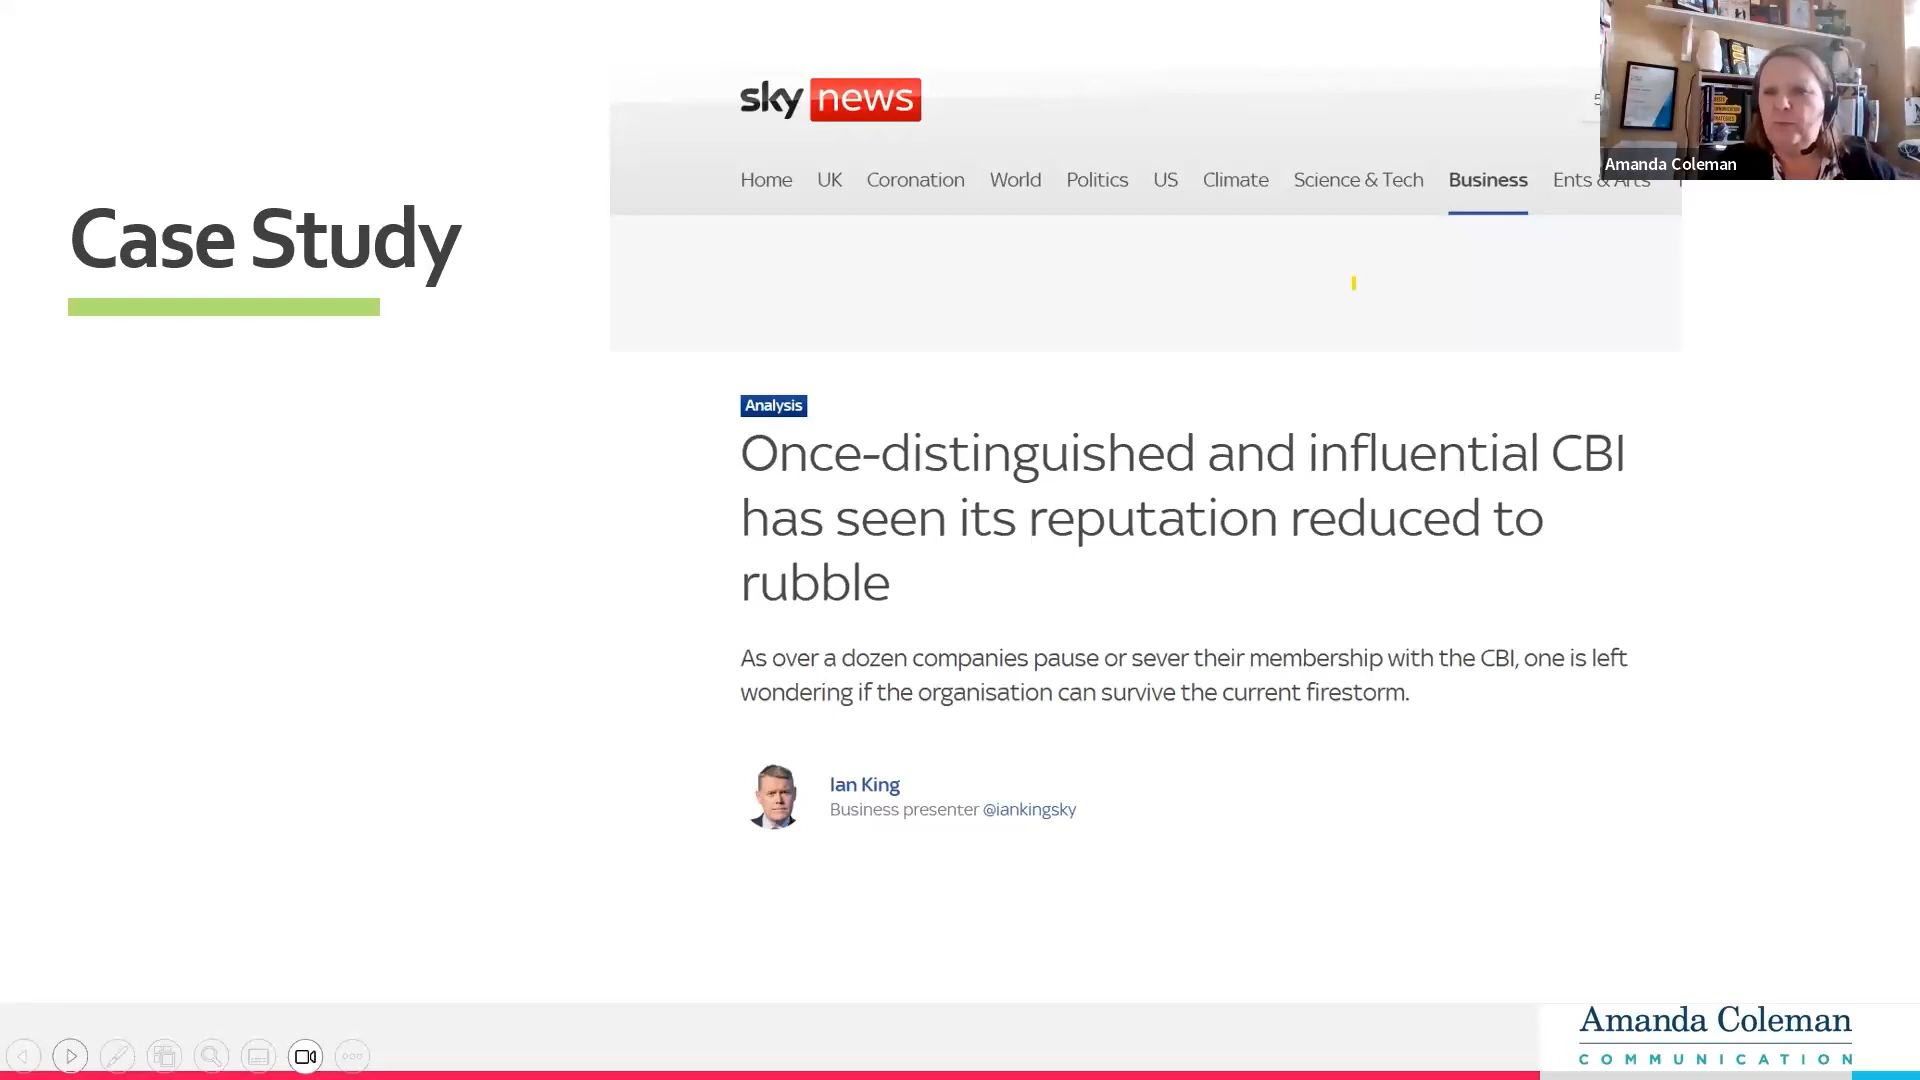 Case Study
sky news
Home UK Coronation World Politics US Climate Science & Tech Business Ents & Arts
Analysis
Once-distinguished and influential CBI
has seen its reputation reduced to
rubble
As over a dozen companies pause or sever their membership with the CBI, one is left
wondering if the organisation can survive the current firestorm.
Ian King
Business presenter @iankingsky
Amanda Coleman
Amanda Coleman
COMMUNICATION